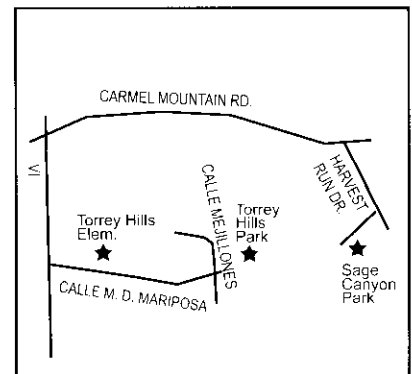 CARMEL MOUNTAIN RD.
VI
HARVEST
RUN DR.
CALLE MEJILLONES
Torrey Hills
Elem.
Torrey
Hills
Park
Sage
Canyon
Park
CALLE M. D. MARIPOSA